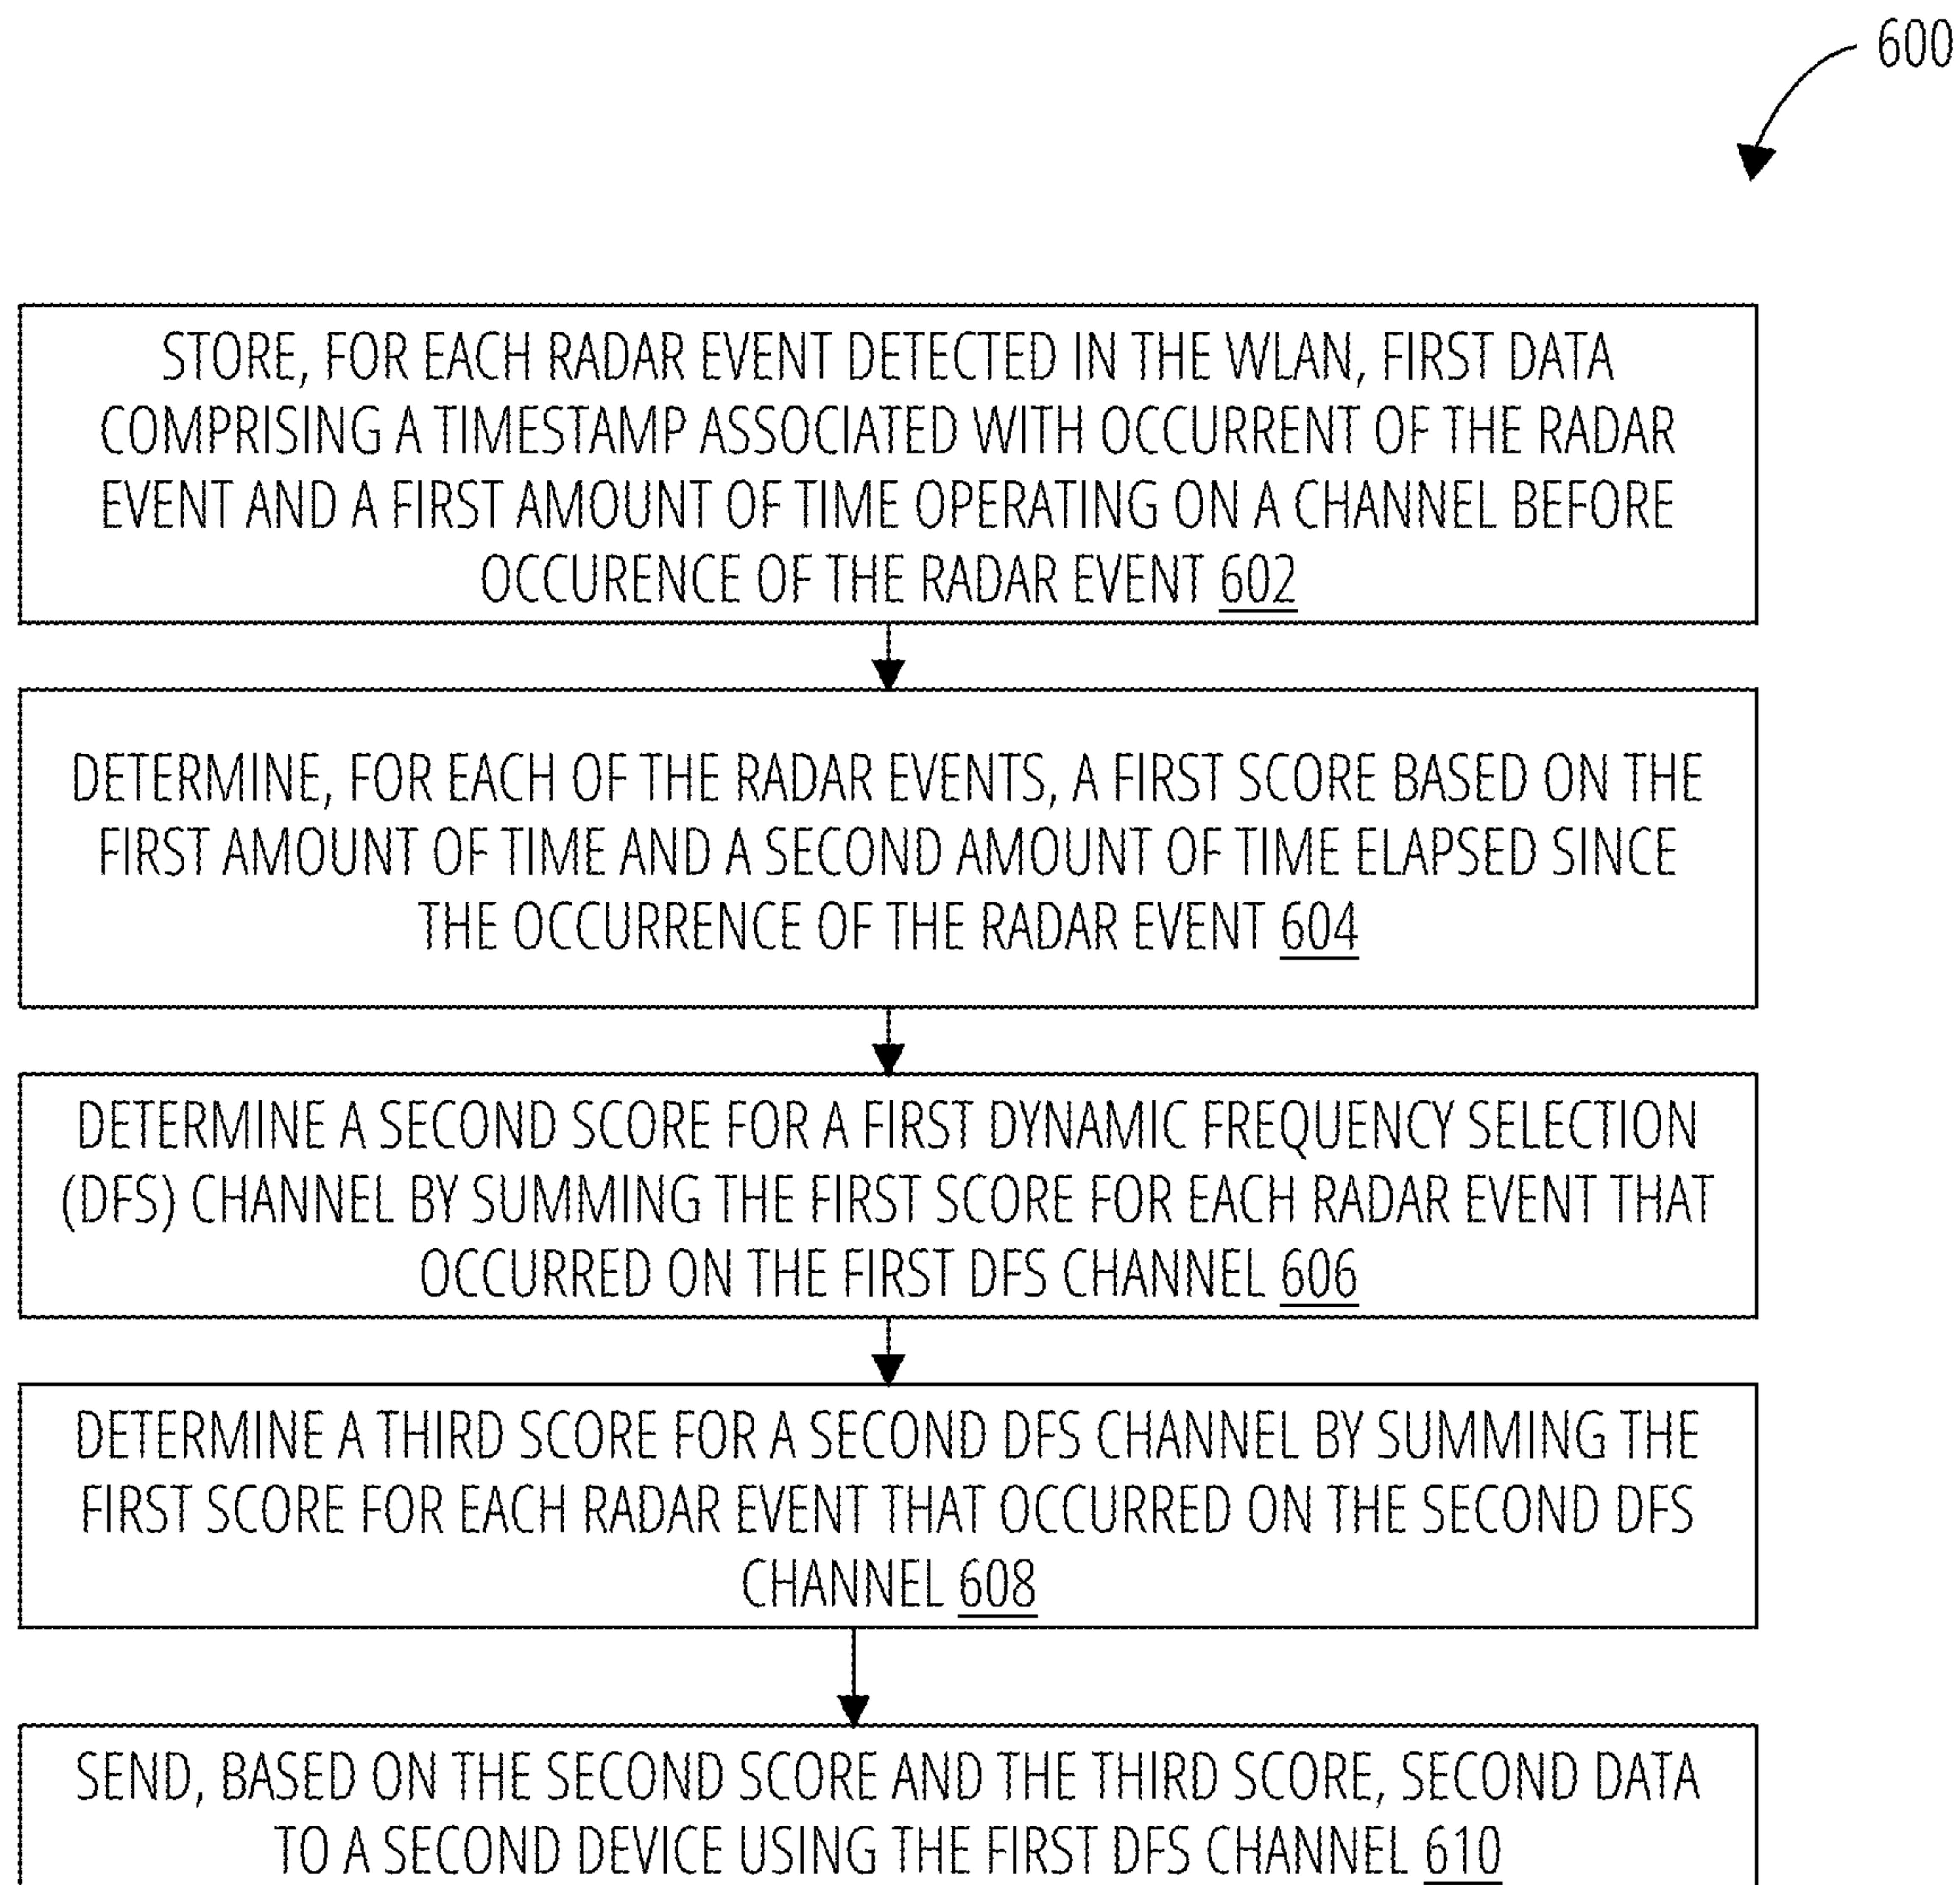 600
STORE, FOR EACH RADAR EVENT DETECTED IN THE WLAN, FIRST DATA
COMPRISING A TIMESTAMP ASSOCIATED WITH OCCURRENT OF THE RADAR
EVENT AND A FIRST AMOUNT OF TIME OPERATING ON A CHANNEL BEFORE
OCCURENCE OF THE RADAR EVENT 602
DETERMINE, FOR EACH OF THE RADAR EVENTS, A FIRST SCORE BASED ON THE
FIRST AMOUNT OF TIME AND A SECOND AMOUNT OF TIME ELAPSED SINCE
THE OCCURRENCE OF THE RADAR EVENT 604
DETERMINE A SECOND SCORE FOR A FIRST DYNAMIC FREQUENCY SELECTION
(DFS) CHANNEL BY SUMMING THE FIRST SCORE FOR EACH RADAR EVENT THAT
OCCURRED ON THE FIRST DFS CHANNEL 606
DETERMINE A THIRD SCORE FOR A SECOND DFS CHANNEL BY SUMMING THE
FIRST SCORE FOR EACH RADAR EVENT THAT OCCURRED ON THE SECOND DFS
CHANNEL 608
SEND, BASED ON THE SECOND SCORE AND THE THIRD SCORE, SECOND DATA
TO A SECOND DEVICE USING THE FIRST DFS CHANNEL 610